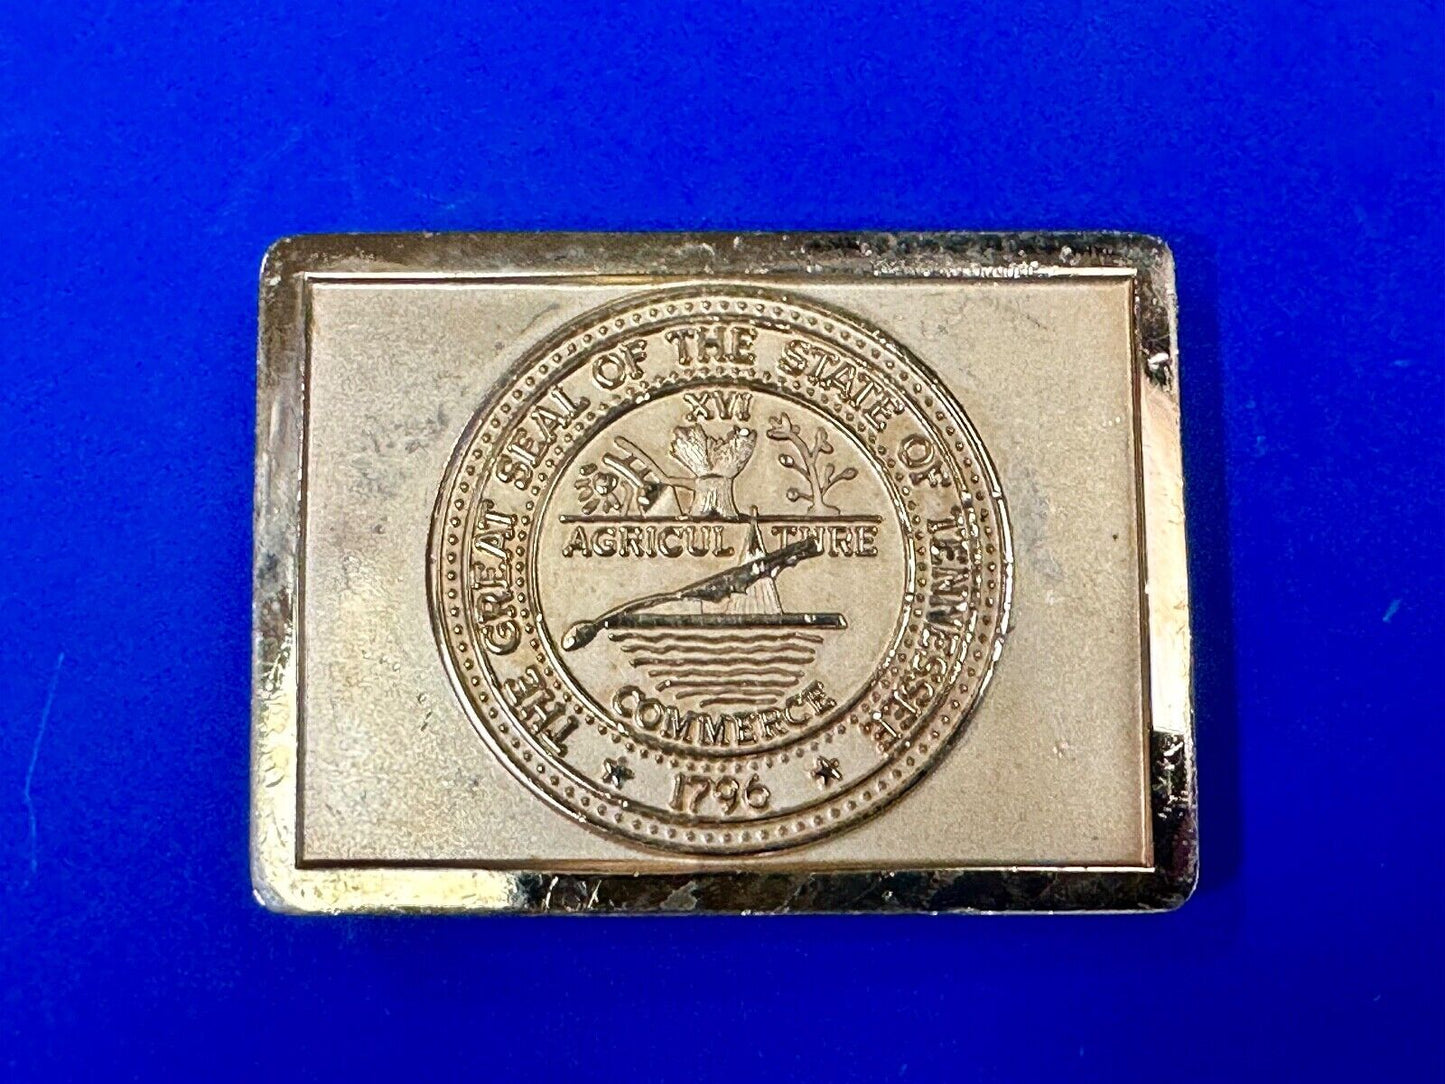 THE GREAT SEAL OF THE STATE OF TENNESSEE
XVI
AGRICULTURE
COMMERCE
1796